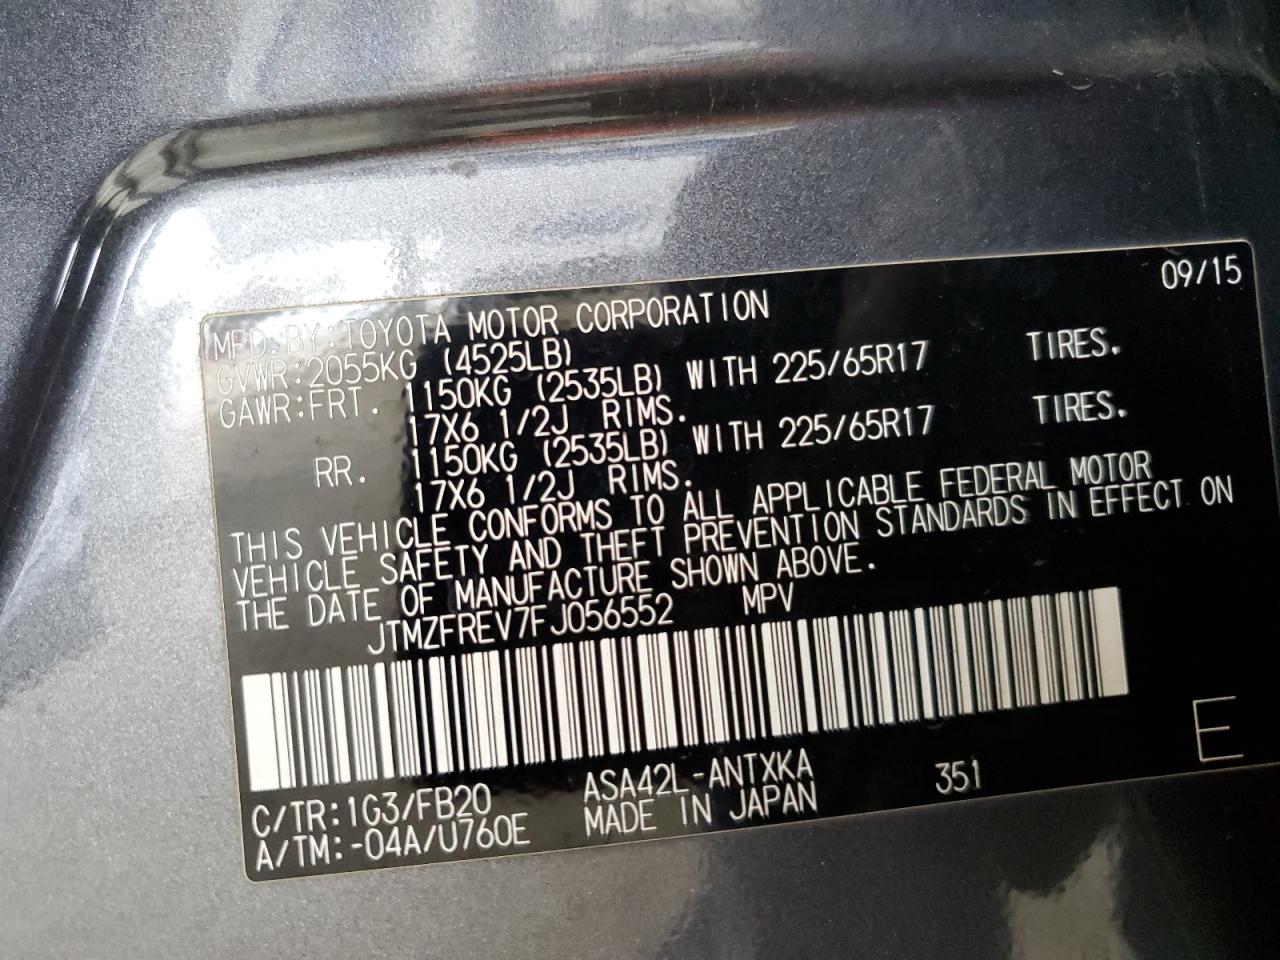 09/15
MFD.BY:TOYOTA MOTOR CORPORATION
GVWR:2055KG (4525LB)
GAWR:FRT. 1150KG (2535LB) WITH 225/65R17 TIRES.
17X6 1/2J RIMS.
RR. 1150KG (2535LB) WITH 225/65R17 TIRES.
17X6 1/2J RIMS.
THIS VEHICLE CONFORMS TO ALL APPLICABLE FEDERAL MOTOR
VEHICLE SAFETY AND THEFT PREVENTION STANDARDS IN EFFECT ON
THE DATE OF MANUFACTURE SHOWN ABOVE.
JTMZFREV7FJ056552 MPV
C/TR:1G3/FB20 ASA42L-ANTXKA 351 E
A/TM:-04A/U760E MADE IN JAPAN